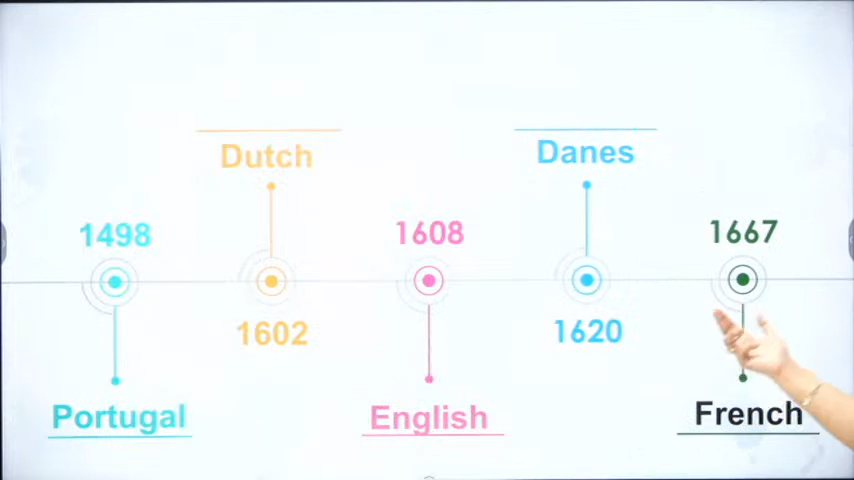 Dutch
Danes
1498
1608
1667
1602
1620
Portugal
English
French